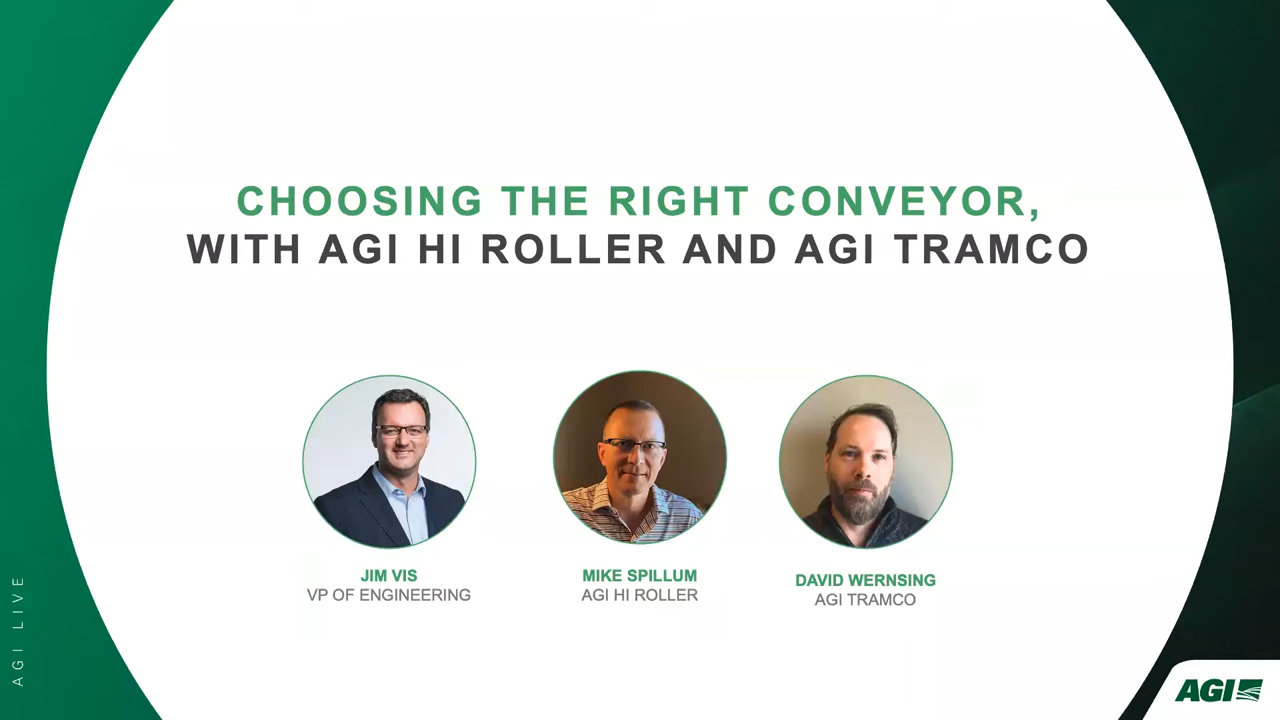 CHOOSING THE RIGHT CONVEYOR,
WITH AGI HI ROLLER AND AGI TRAMCO
JIM VIS
VP OF ENGINEERING
MIKE SPILLUM
AGI HI ROLLER
DAVID WERNSING
AGI TRAMCO
AGI LIVE
AGI